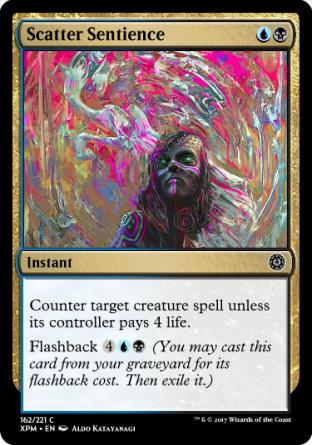 Scatter Sentience
Instant
Counter target creature spell unless
its controller pays 4 life.
Flashback 4 (You may cast this
card from your graveyard for its
flashback cost. Then exile it.)
162/221 C
XPM • EN Aldo Katayanagi
™ & © 2017 Wizards of the Coast